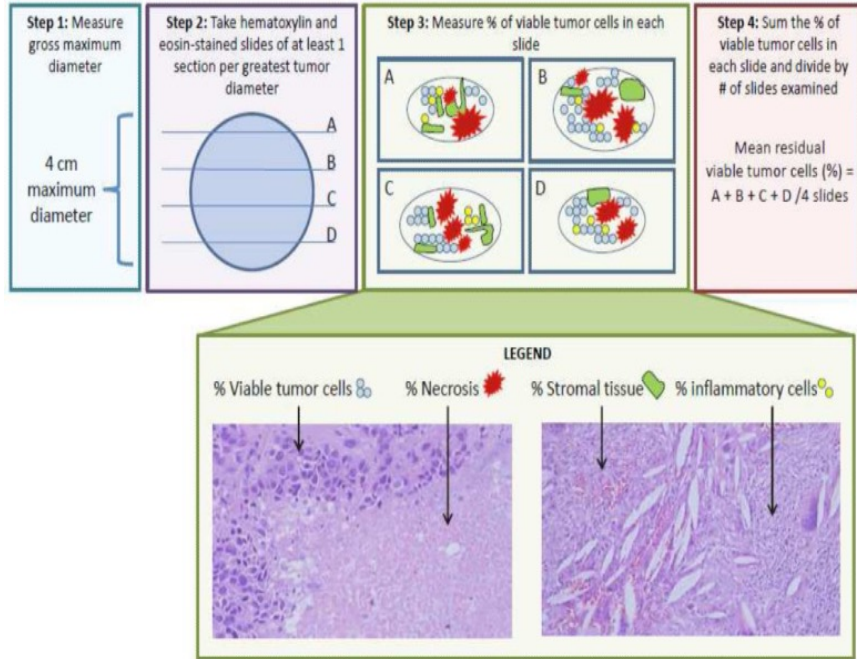 Step 1: Measure
gross maximum
diameter
4 cm
maximum
diameter
Step 2: Take hematoxylin and
eosin-stained slides of at least 1
section per greatest tumor
diameter
A
B
C
D
Step 3: Measure % of viable tumor cells in each
slide
A
B
C
D
Step 4: Sum the % of
viable tumor cells in
each slide and divide by
# of slides examined
Mean residual
viable tumor cells (%) =
A + B + C + D /4 slides
LEGEND
% Viable tumor cells
% Necrosis
% Stromal tissue
% inflammatory cells